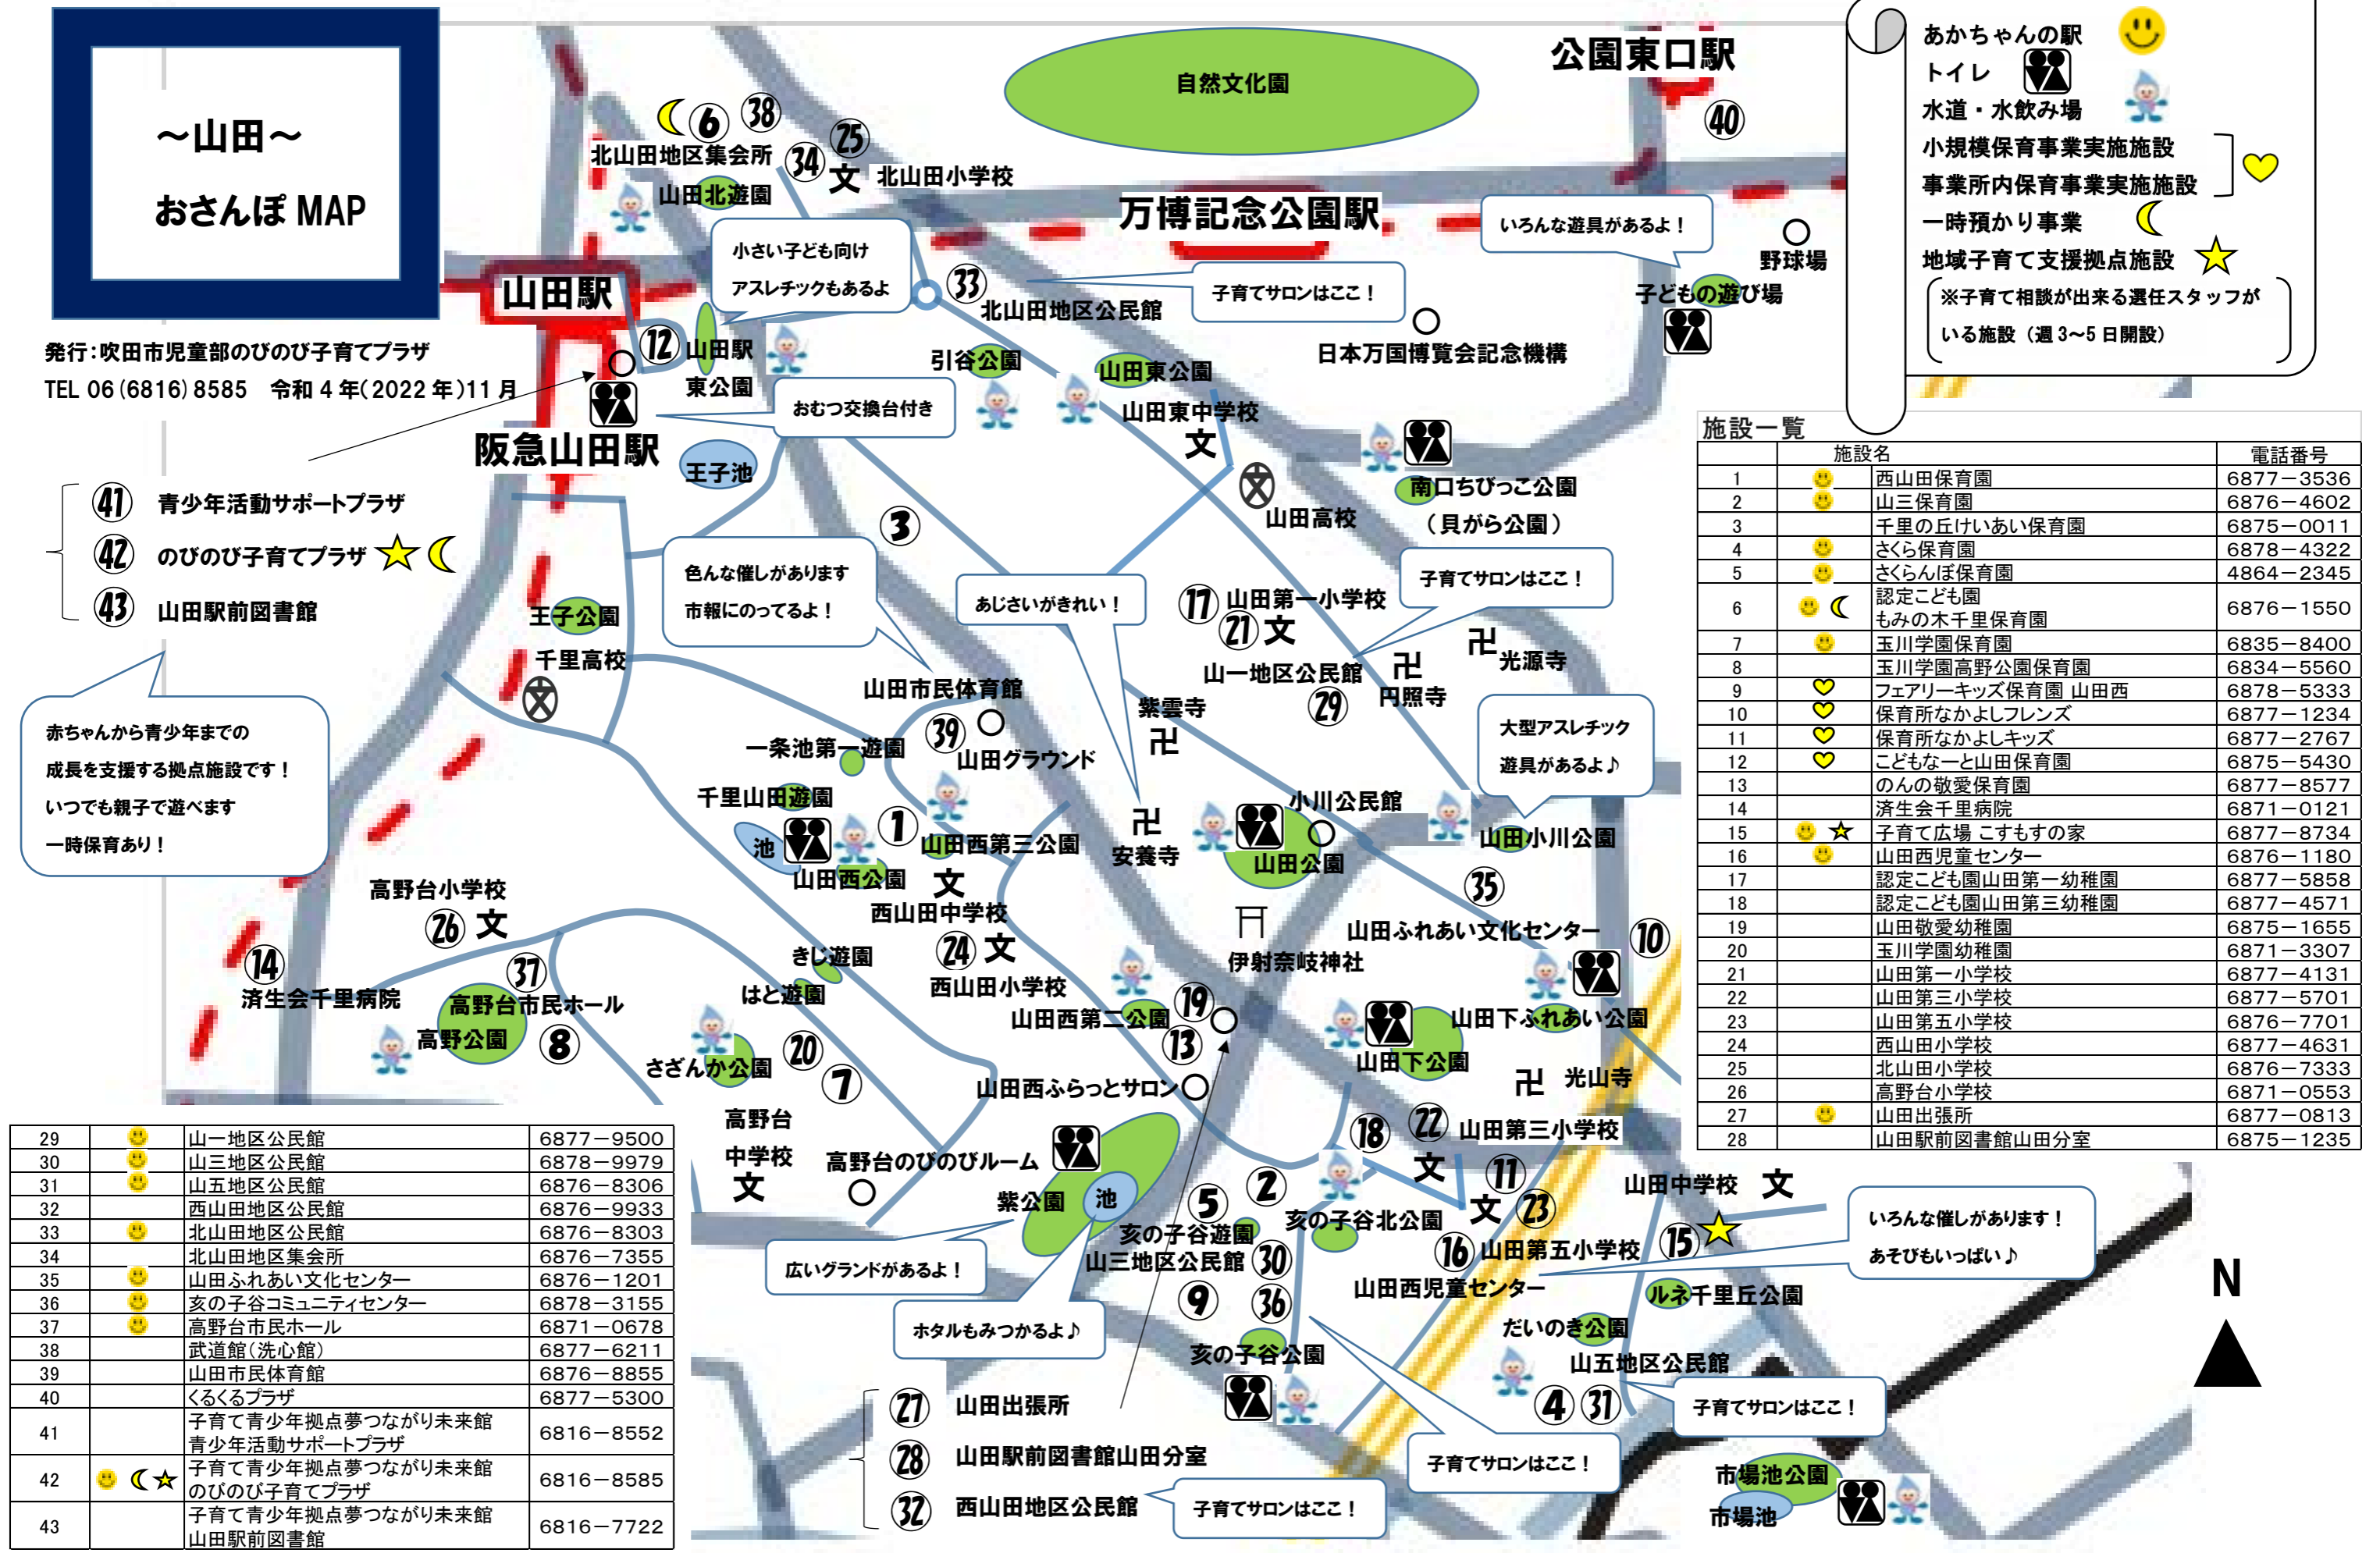 ～山田～
おさんぽ MAP
発行：吹田市児童部のびのび子育てプラザ
TEL 06(6816)8585　令和 4 年(2022 年)11 月
あかちゃんの駅
トイレ
水道・水飲み場
小規模保育事業実施施設
事業所内保育事業実施施設
一時預かり事業
地域子育て支援拠点施設
※子育て相談が出来る選任スタッフが
いる施設（週 3～5 日開設）
自然文化園
公園東口駅
40
6
38
25
北山田地区集会所
34
文
北山田小学校
山田北遊園
万博記念公園駅
いろんな遊具があるよ！
野球場
小さい子ども向け
アスレチックもあるよ
山田駅
33
北山田地区公民館
子育てサロンはここ！
子どもの遊び場
日本万国博覧会記念機構
12
山田駅
東公園
引谷公園
山田東公園
おむつ交換台付き
山田東中学校
文
阪急山田駅
王子池
41 青少年活動サポートプラザ
42 のびのび子育てプラザ
43 山田駅前図書館
3
南口ちびっこ公園
（貝がら公園）
文
山田高校
色んな催しがあります
市報にのってるよ！
あじさいがきれい！
子育てサロンはここ！
17
山田第一小学校
21
文
王子公園
千里高校
文
山一地区公民館
29
卍
円照寺
卍
光源寺
赤ちゃんから青少年までの
成長を支援する拠点施設です！
いつでも親子で遊べます
一時保育あり！
山田市民体育館
39
山田グラウンド
紫雲寺
卍
大型アスレチック
遊具があるよ♪
一条池第一遊園
千里山田遊園
池
1
山田西第三公園
山田西公園
文
西山田中学校
卍
安養寺
小川公民館
山田公園
山田小川公園
35
高野台小学校
26
文
24
文
西山田小学校
きじ遊園
はと遊園
伊射奈岐神社
山田ふれあい文化センター
10
14
済生会千里病院
37
高野台市民ホール
高野公園
8
さざんか公園
20
7
山田西第二公園
19
13
山田西ふらっとサロン
山田下ふれあい公園
山田下公園
卍
光山寺
高野台
中学校
文
高野台のびのびルーム
紫公園
池
広いグランドがあるよ！
ホタルもみつかるよ♪
18
22
山田第三小学校
文
11
文
23
5
2
亥の子谷遊園
亥の子谷北公園
山三地区公民館
30
16
山田第五小学校
山田西児童センター
9
36
亥の子谷公園
山田中学校
文
15
いろんな催しがあります！
あそびもいっぱい♪
ルネ千里丘公園
だいのき公園
山五地区公民館
4
31
子育てサロンはここ！
子育てサロンはここ！
27 山田出張所
28 山田駅前図書館山田分室
32 西山田地区公民館
子育てサロンはここ！
市場池公園
市場池
N
施設一覧
施設名 電話番号
1 西山田保育園 6877－3536
2 山三保育園 6876－4602
3 千里の丘けいあい保育園 6875－0011
4 さくら保育園 6878－4322
5 さくらんぼ保育園 4864－2345
6 認定こども園
もみの木千里保育園 6876－1550
7 玉川学園保育園 6835－8400
8 玉川学園高野公園保育園 6834－5560
9 フェアリーキッズ保育園 山田西 6878－5333
10 保育所なかよしフレンズ 6877－1234
11 保育所なかよしキッズ 6877－2767
12 こどもなーと山田保育園 6875－5430
13 のんの敬愛保育園 6877－8577
14 済生会千里病院 6871－0121
15 子育て広場 こすもすの家 6877－8734
16 山田西児童センター 6876－1180
17 認定こども園山田第一幼稚園 6877－5858
18 認定こども園山田第三幼稚園 6877－4571
19 山田敬愛幼稚園 6875－1655
20 玉川学園幼稚園 6871－3307
21 山田第一小学校 6877－4131
22 山田第三小学校 6877－5701
23 山田第五小学校 6876－7701
24 西山田小学校 6877－4631
25 北山田小学校 6876－7333
26 高野台小学校 6871－0553
27 山田出張所 6877－0813
28 山田駅前図書館山田分室 6875－1235
29 山一地区公民館 6877－9500
30 山三地区公民館 6878－9979
31 山五地区公民館 6876－8306
32 西山田地区公民館 6876－9933
33 北山田地区公民館 6876－8303
34 北山田地区集会所 6876－7355
35 山田ふれあい文化センター 6876－1201
36 亥の子谷コミュニティセンター 6878－3155
37 高野台市民ホール 6871－0678
38 武道館(洗心館) 6877－6211
39 山田市民体育館 6876－8855
40 くるくるプラザ 6877－5300
41 子育て青少年拠点夢つながり未来館
青少年活動サポートプラザ 6816－8552
42 子育て青少年拠点夢つながり未来館
のびのび子育てプラザ 6816－8585
43 子育て青少年拠点夢つながり未来館
山田駅前図書館 6816－7722